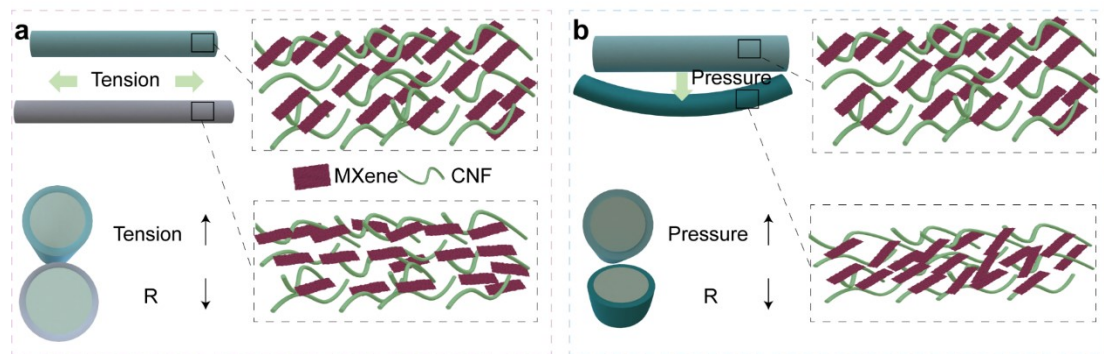 a
Tension
MXene
CNF
Tension
R
b
Pressure
Pressure
R